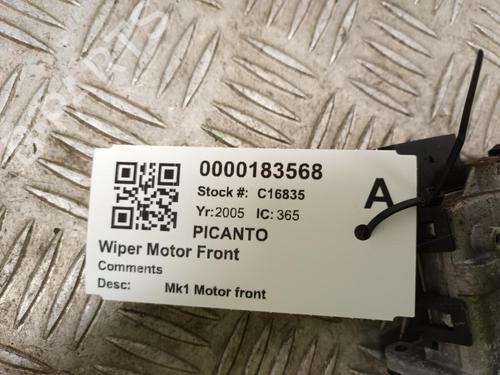 0000183568
Stock #: C16835
A
Yr:2005 IC:365
PICANTO
Wiper Motor Front
Comments
Desc: Mk1 Motor front